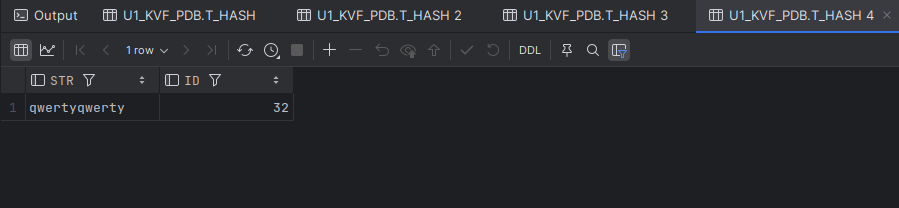 Output U1_KVF_PDB.T_HASH U1_KVF_PDB.T_HASH 2 U1_KVF_PDB.T_HASH 3 U1_KVF_PDB.T_HASH 4
1 row DDL
STR ID
1 qwertyqwerty 32